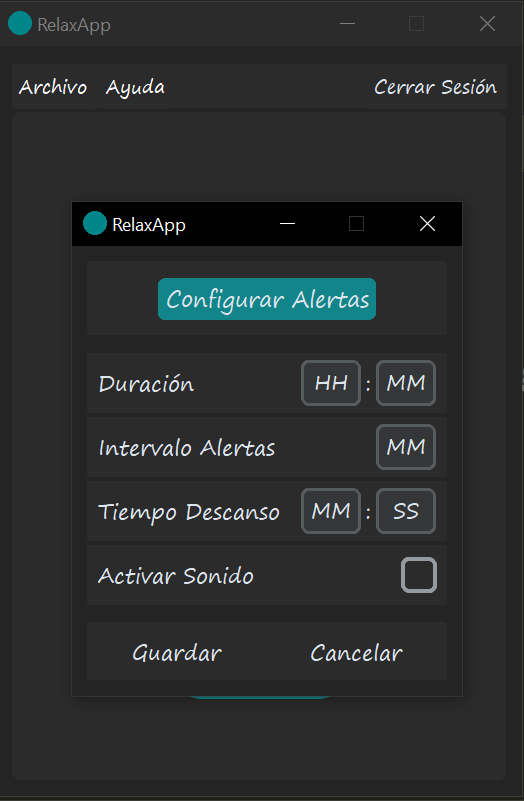 RelaxApp
Archivo Ayuda Cerrar Sesión
RelaxApp
Configurar Alertas
Duración HH : MM
Intervalo Alertas MM
Tiempo Descanso MM : SS
Activar Sonido
Guardar Cancelar